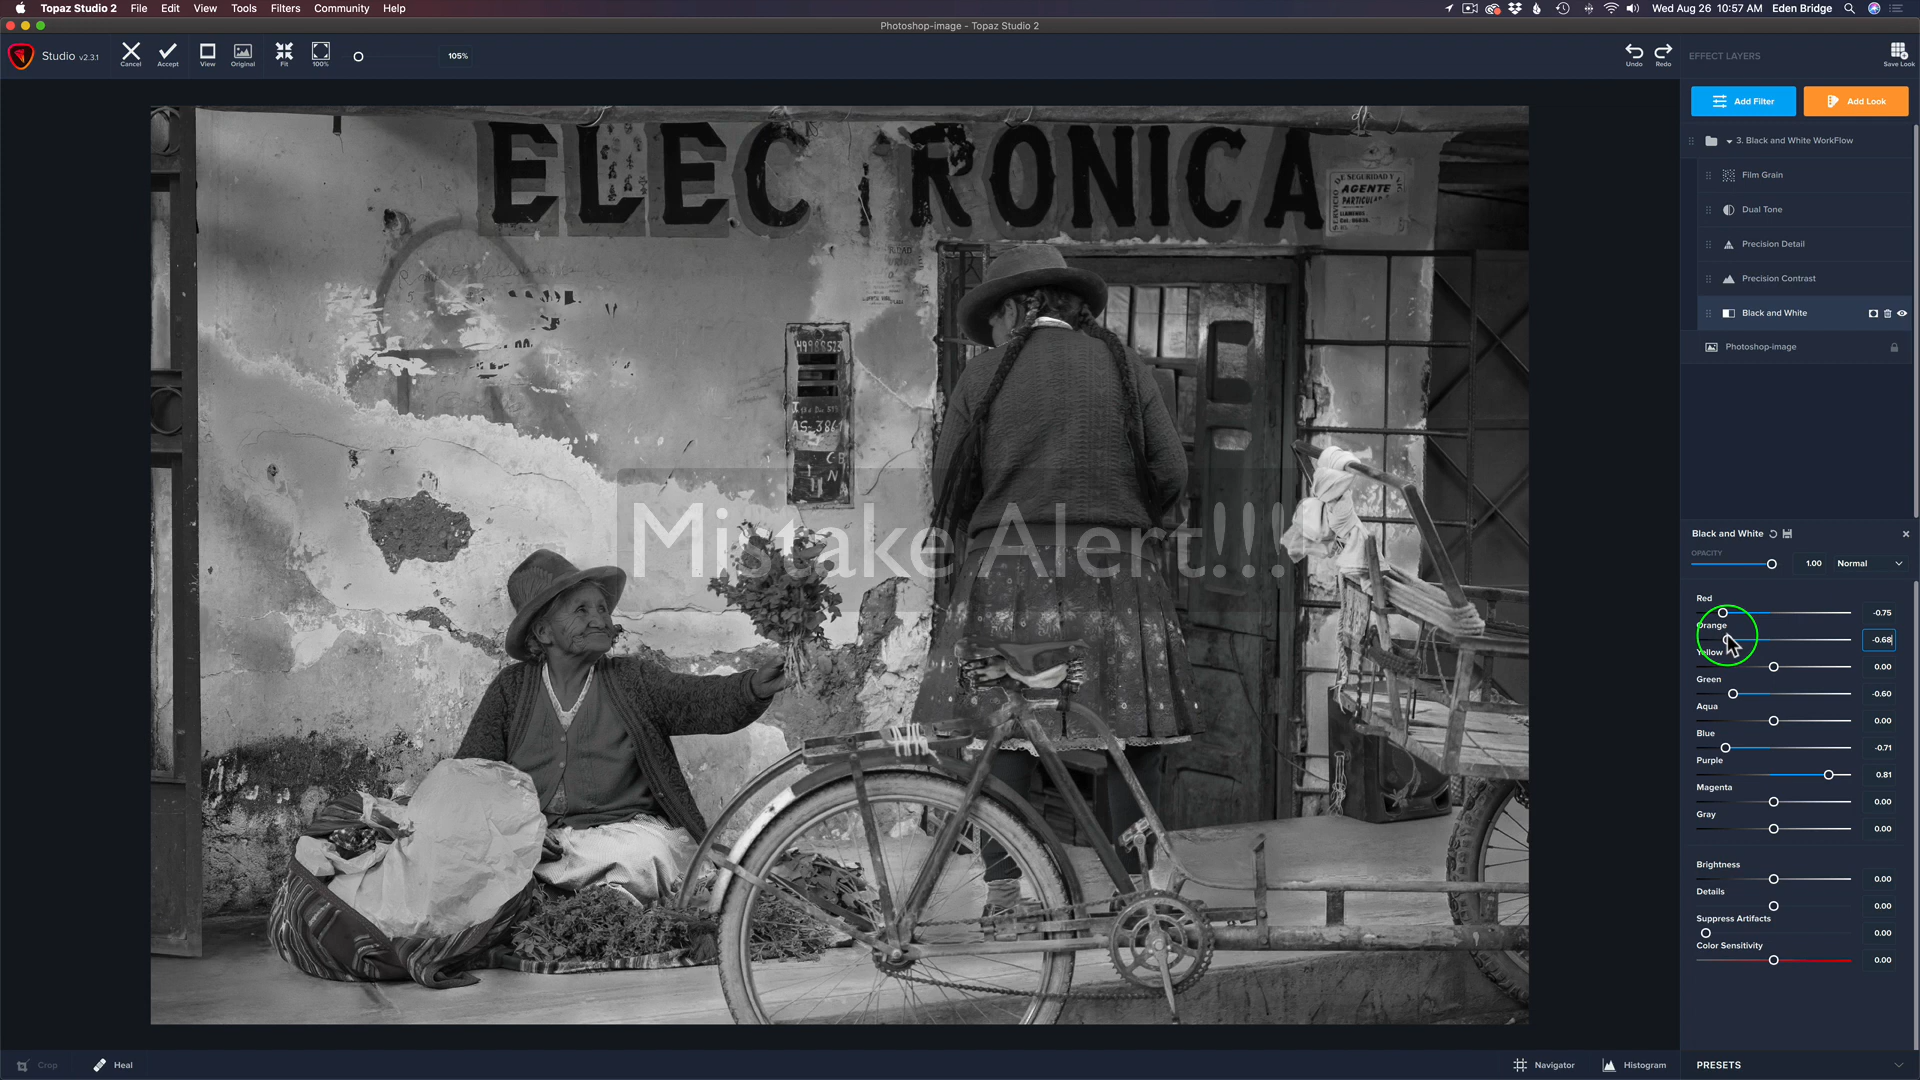 Topaz Studio 2 File Edit View Tools Filters Community Help
Wed Aug 26 10:57 AM Eden Bridge
Photoshop-image - Topaz Studio 2
Studio v2.3.1
Cancel Accept View Original Fit 100% 105%
Undo Redo
EFFECT LAYERS
Save Look
Add Filter
Add Look
3. Black and White WorkFlow
Film Grain
Dual Tone
Precision Detail
Precision Contrast
Black and White
Photoshop-image
ELECTRONICA
DE SEGURIDAD Y
AGENTE
PARTICULAR
SERVICIO
Mistake Alert!!!!
Black and White
OPACITY
1.00 Normal
Red
-0.75
Orange
-0.68
Yellow
0.00
Green
-0.60
Aqua
0.00
Blue
-0.71
Purple
0.81
Magenta
0.00
Gray
0.00
Brightness
0.00
Details
0.00
Suppress Artifacts
0.00
Color Sensitivity
0.00
Crop Heal
Navigator Histogram
PRESETS